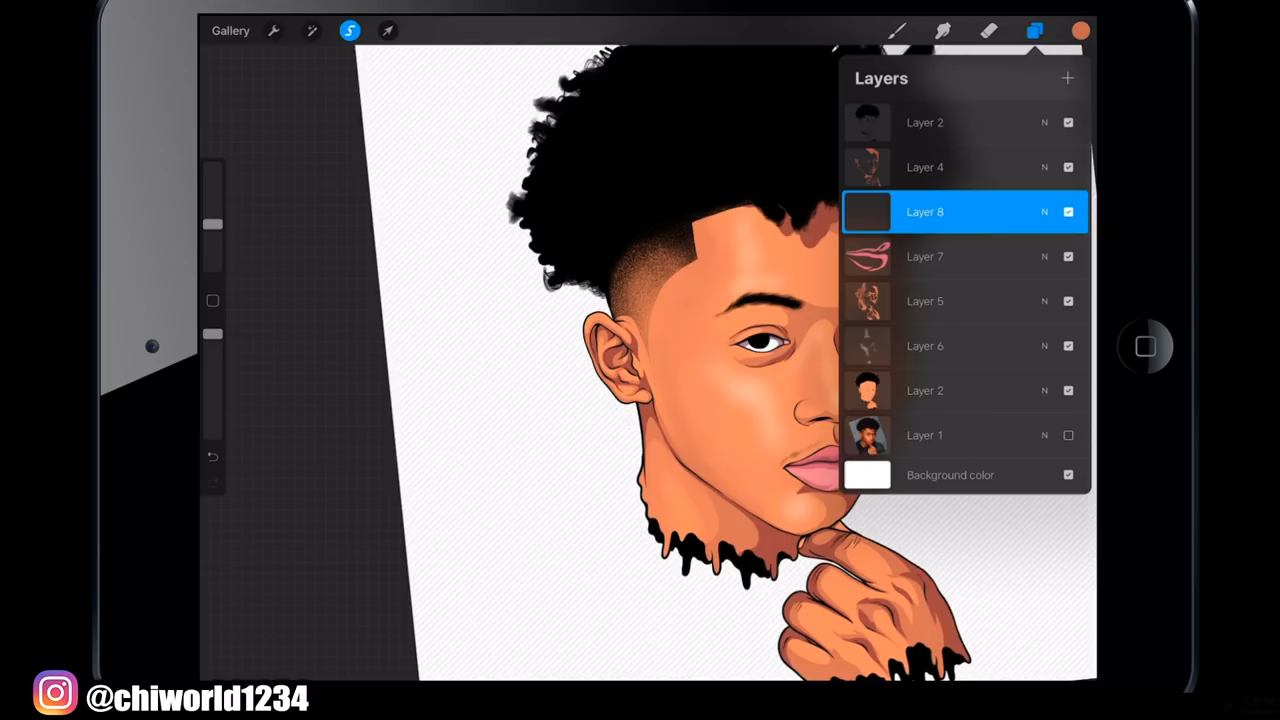 Gallery
Layers
Layer 2 N
Layer 4 N
Layer 8 N
Layer 7 N
Layer 5 N
Layer 6 N
Layer 2 N
Layer 1 N
Background color
@chiworld1234